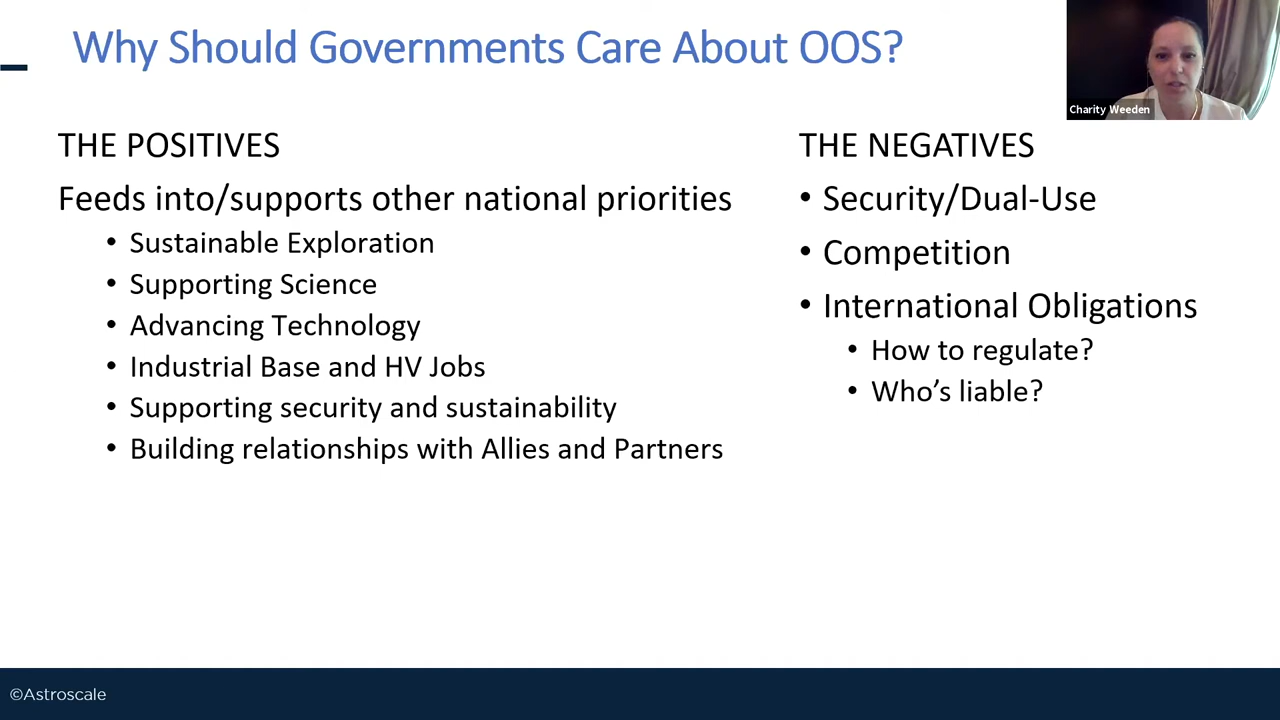 Why Should Governments Care About OOS?
Charity Weeden
THE POSITIVES
Feeds into/supports other national priorities
• Sustainable Exploration
• Supporting Science
• Advancing Technology
• Industrial Base and HV Jobs
• Supporting security and sustainability
• Building relationships with Allies and Partners
THE NEGATIVES
• Security/Dual-Use
• Competition
• International Obligations
• How to regulate?
• Who’s liable?
©Astroscale